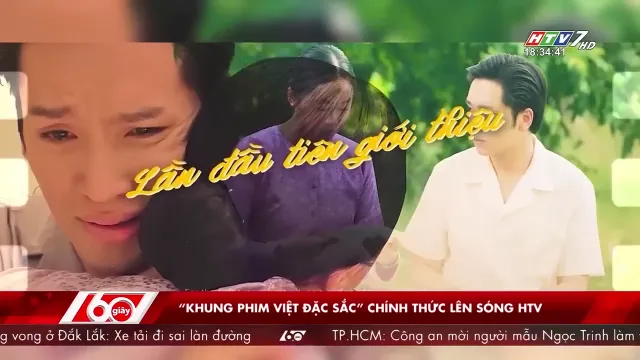 HTV7HD
18:34:41
Lần đầu tiên giới thiệu
60 giây
"KHUNG PHIM VIỆT ĐẶC SẮC" CHÍNH THỨC LÊN SÓNG HTV
g vong ở Đắk Lắk: Xe tải đi sai làn đường 60 TP.HCM: Công an mời người mẫu Ngọc Trinh làm